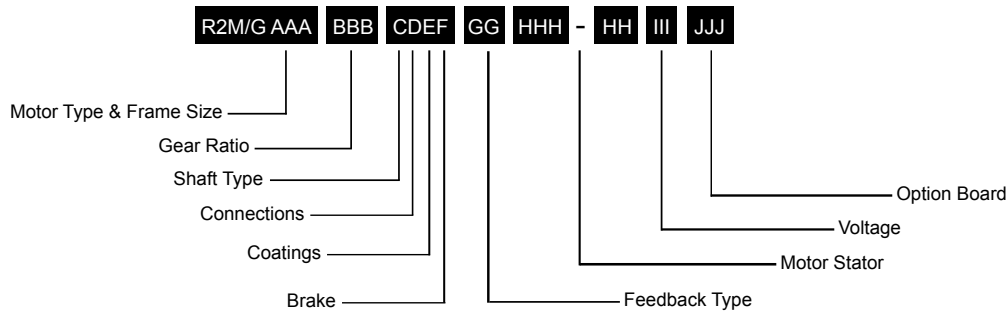 R2M/G AAA BBB CDEF GG HHH - HH III JJJ
Motor Type & Frame Size
Gear Ratio
Shaft Type
Option Board
Connections
Voltage
Coatings
Motor Stator
Brake
Feedback Type